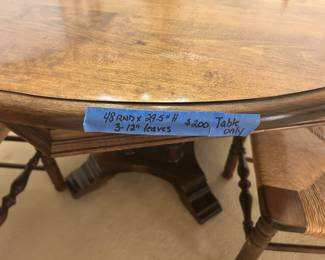 48 RND x 29.5" H $200 Table
3-12" leaves only